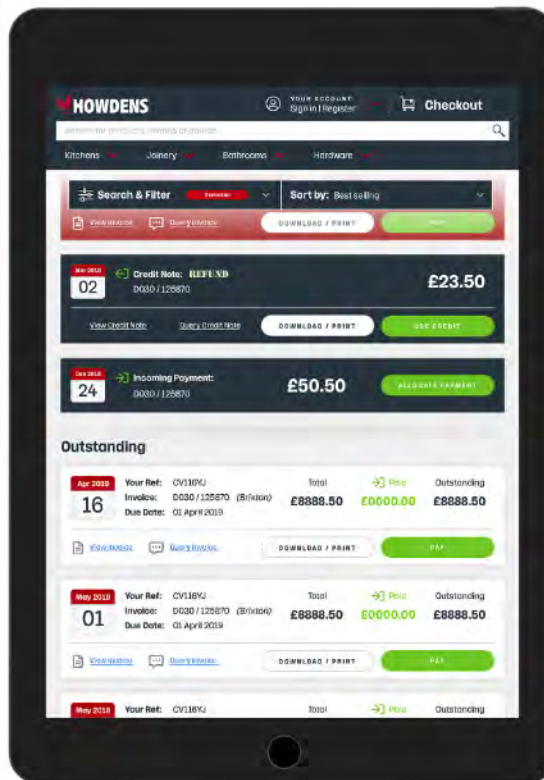 HOWDENS
YOUR ACCOUNT
Sign in | Register
Checkout
Search for products, ranges or advice
Kitchens Joinery Bathrooms Hardware
Search & Filter
Sort by: Best selling
View Invoice Query Invoice DOWNLOAD / PRINT
02 Credit Note: REFUND £23.50
D030 / 125870
View Credit Note Query Credit Note DOWNLOAD / PRINT USE CREDIT
24 Incoming Payment: £50.50 ALLOCATE PAYMENT
D030 / 125870
Outstanding
Apr 2019 Your Ref: CV116YJ Total Paid Outstanding
16 Invoice: D030 / 125870 (Brixton) £8888.50 £0000.00 £8888.50
Due Date: 01 April 2019
View Invoice Query Invoice DOWNLOAD / PRINT PAY
May 2019 Your Ref: CV116YJ Total Paid Outstanding
01 Invoice: D030 / 125870 (Brixton) £8888.50 £0000.00 £8888.50
Due Date: 01 April 2019
View Invoice Query Invoice DOWNLOAD / PRINT PAY
May 2019 Your Ref: CV116YJ Total Paid Outstanding